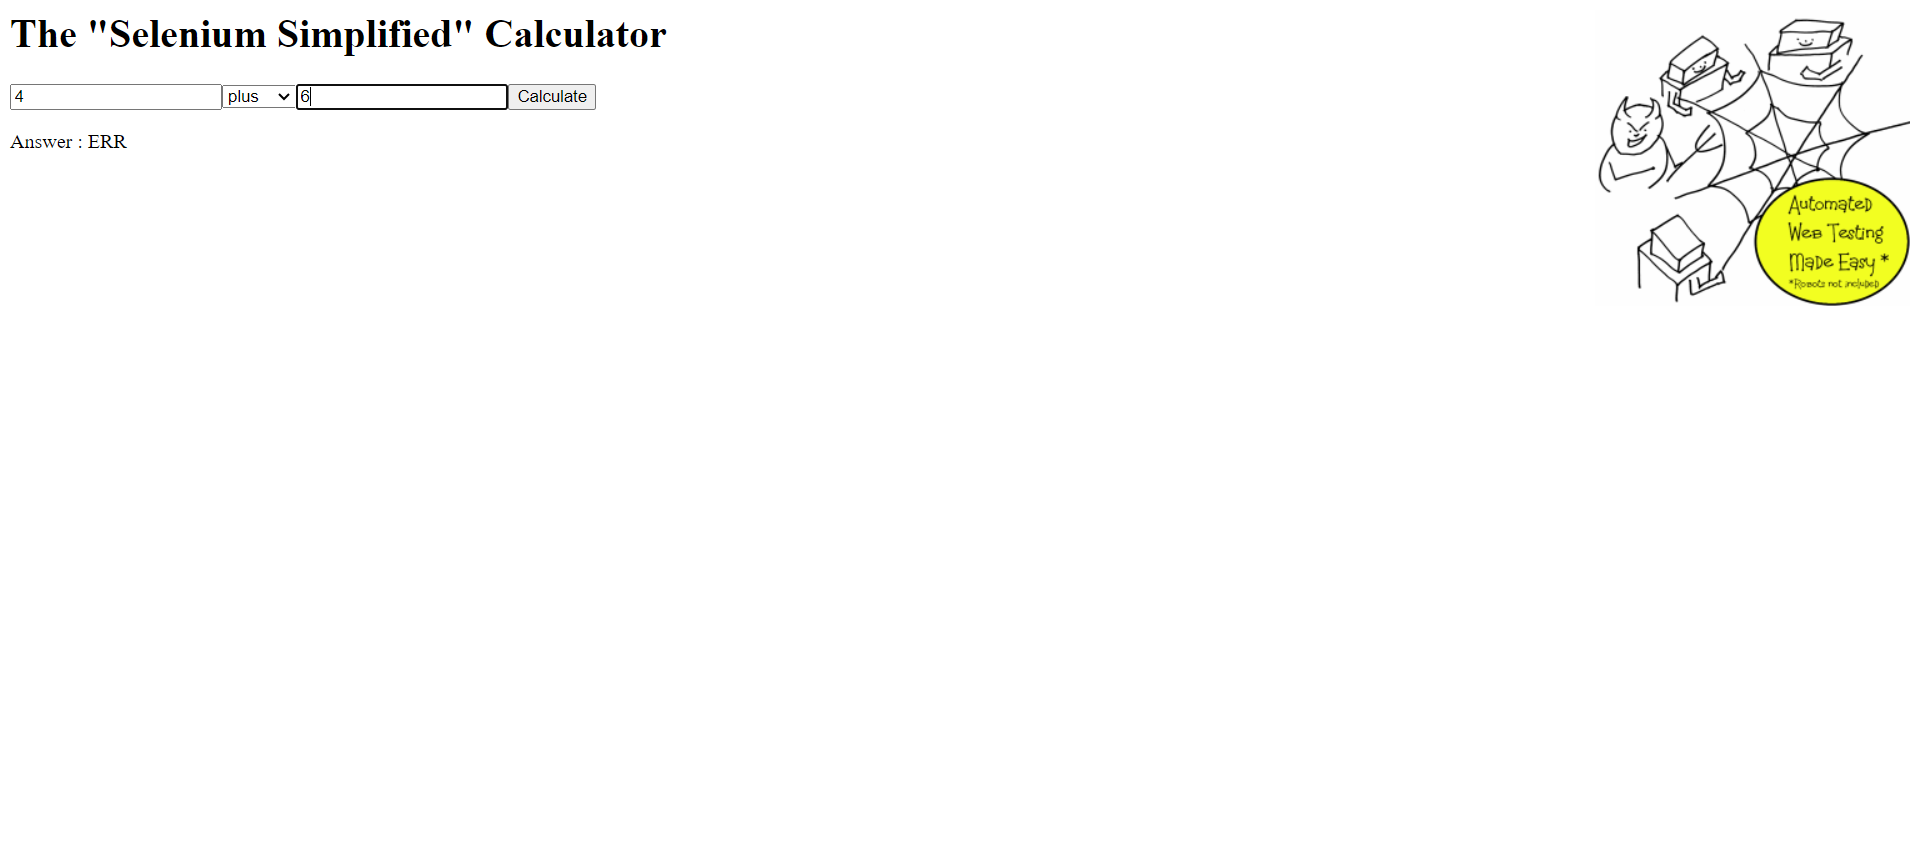 The "Selenium Simplified" Calculator
4 plus 6 Calculate
Answer : ERR
Automated
Web Testing
Made Easy *
*Robots not included